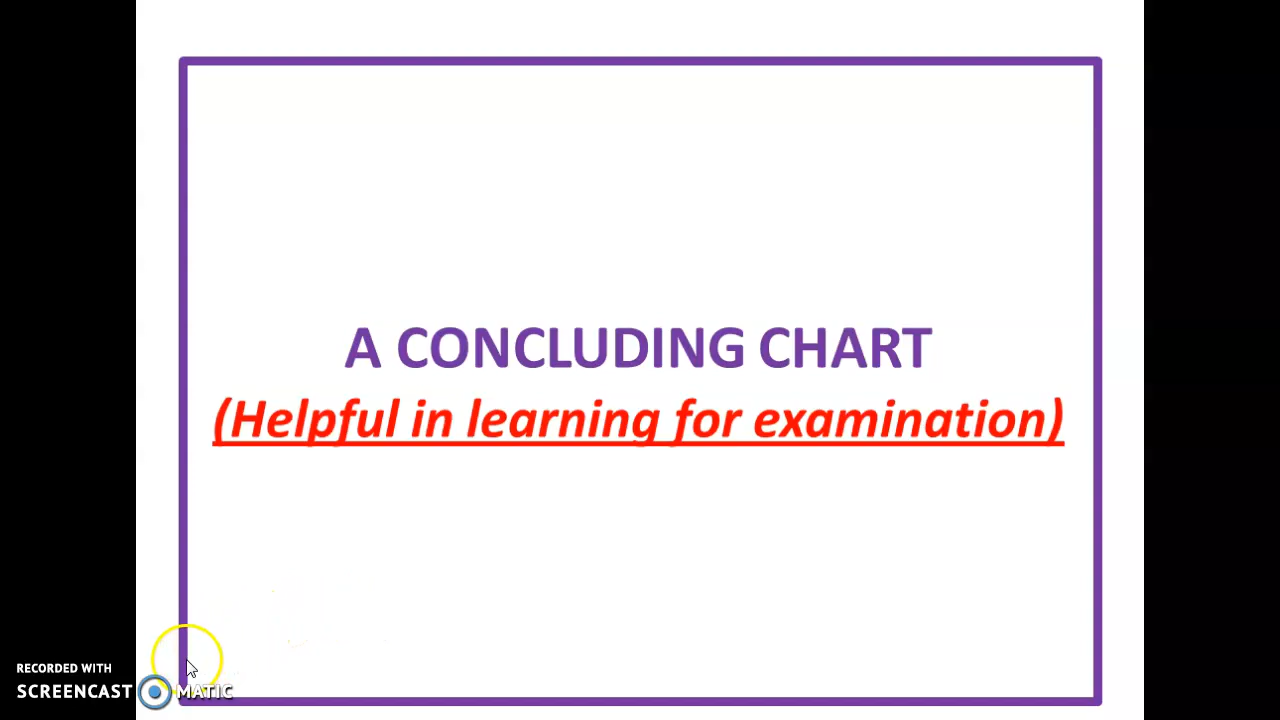 A CONCLUDING CHART
(Helpful in learning for examination)
RECORDED WITH
SCREENCAST MATIC